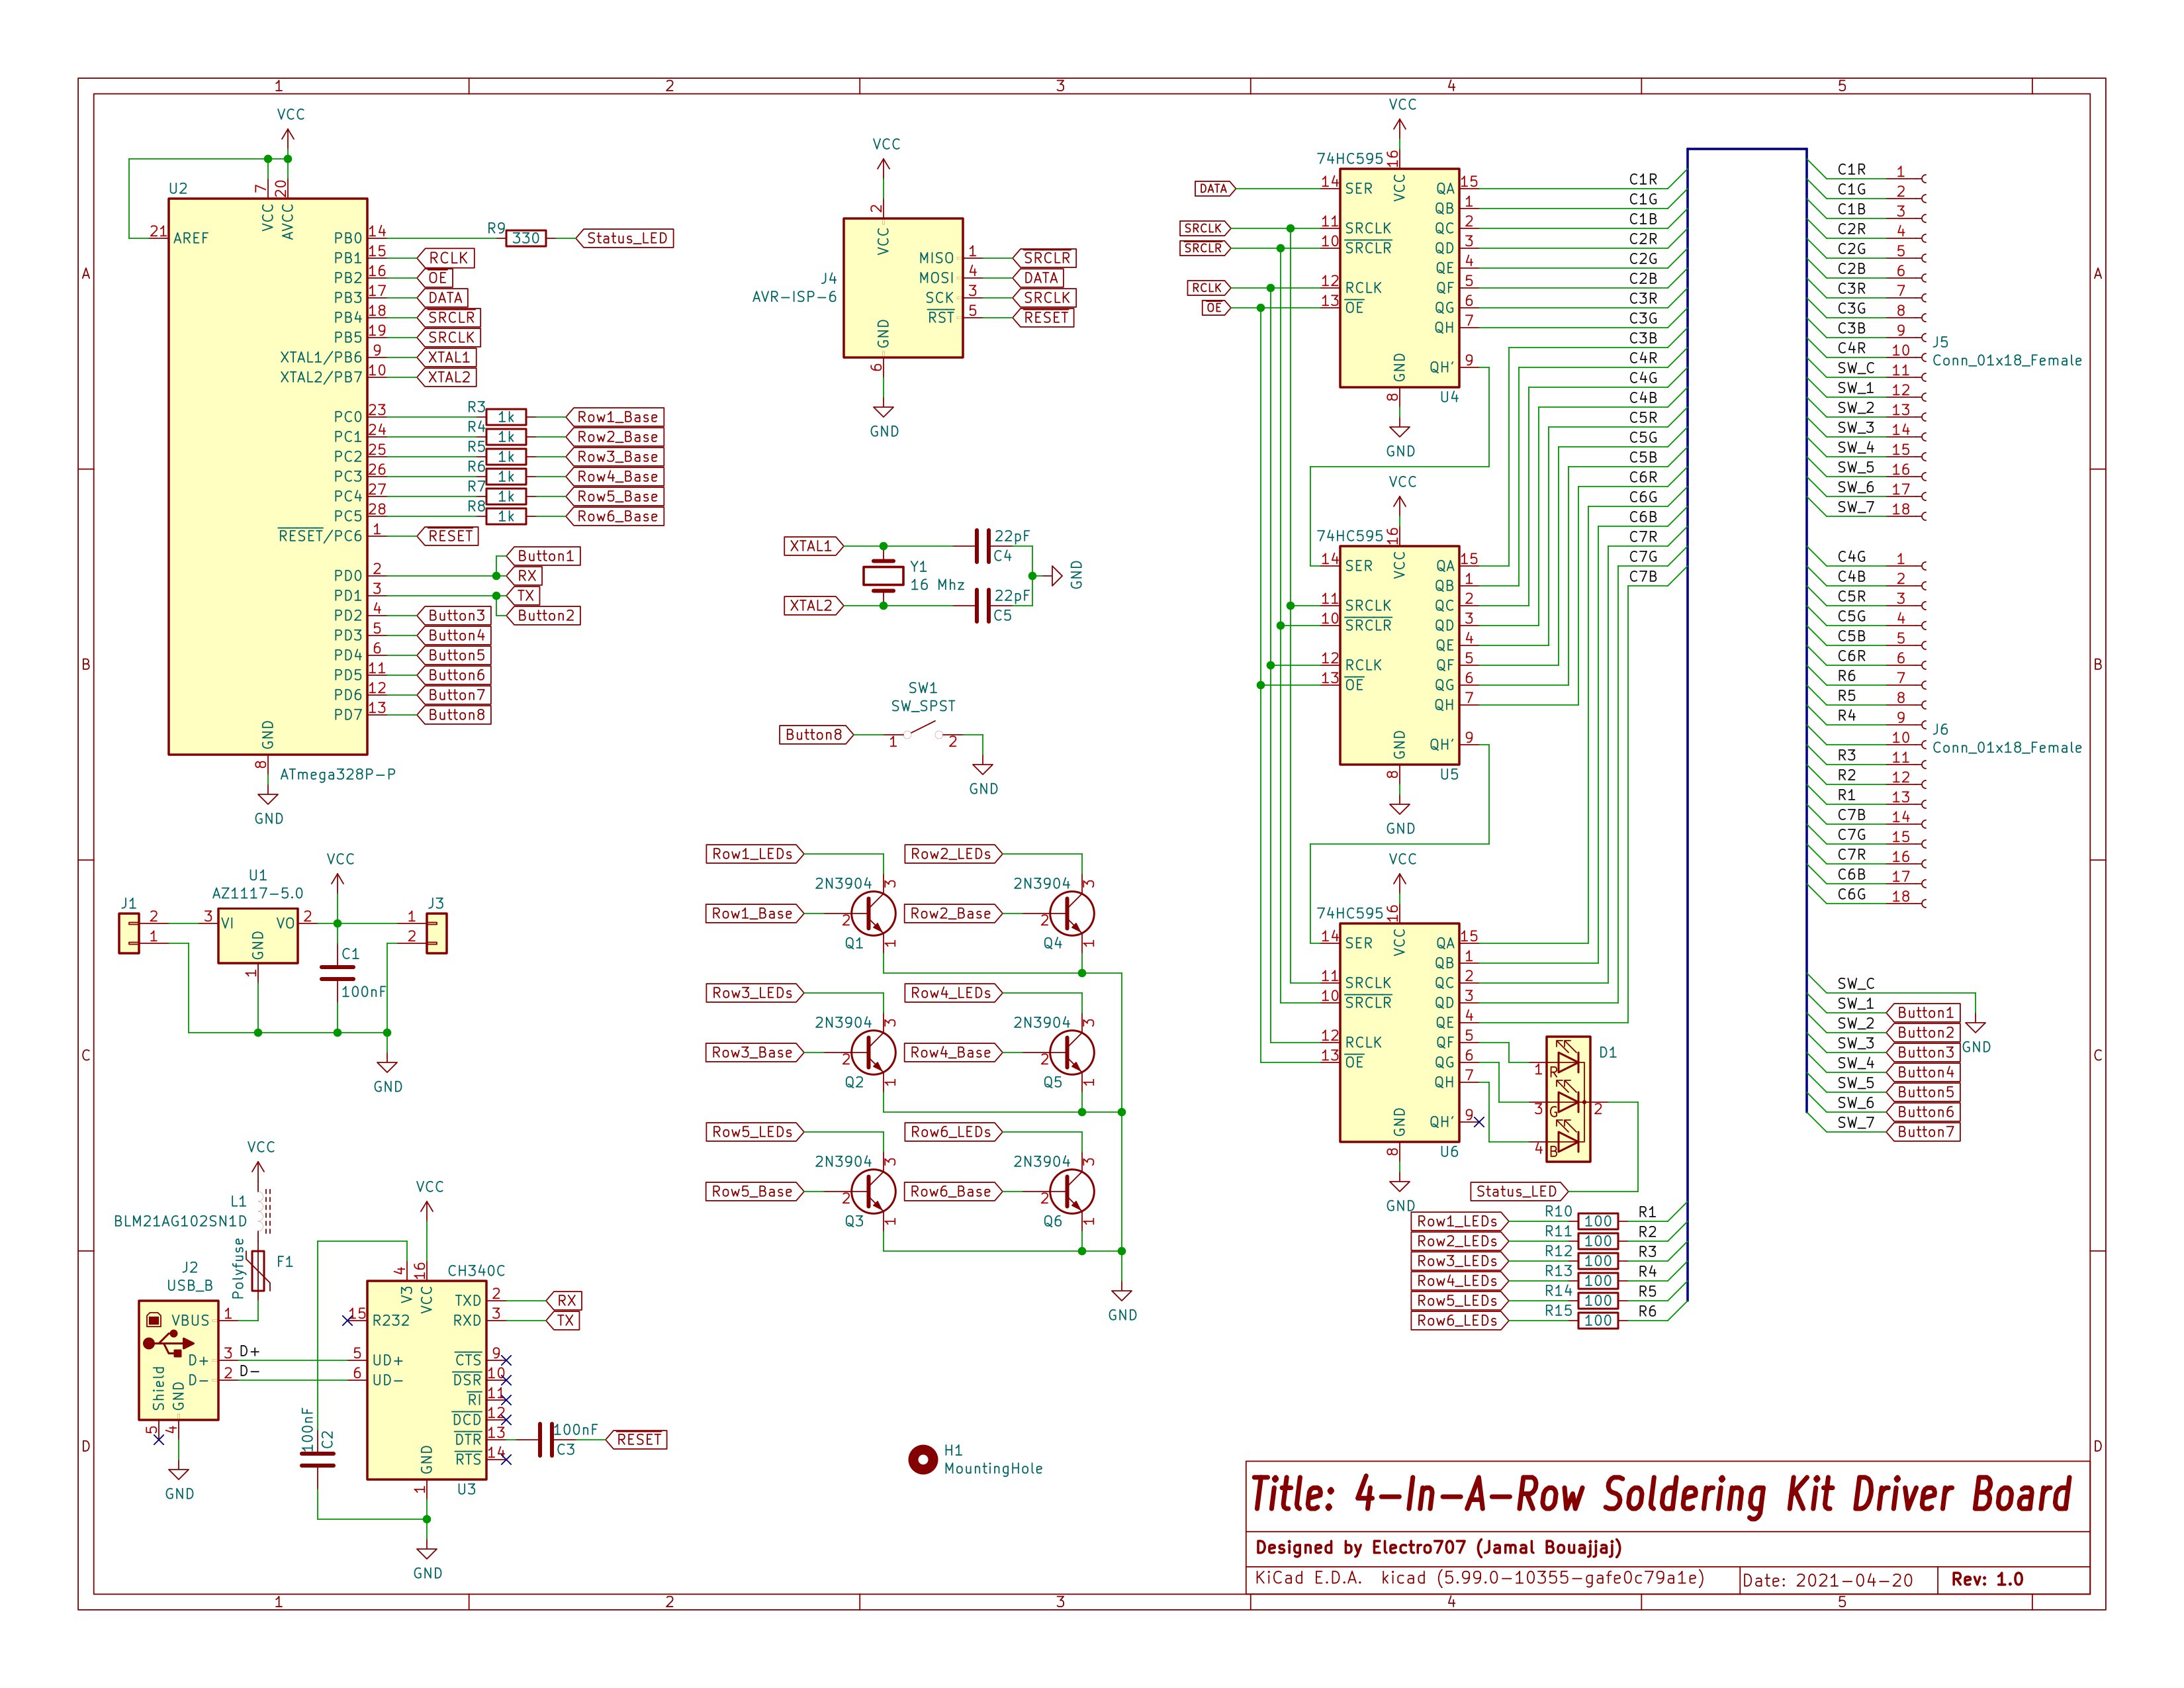 1 2 3 4 5
A
B
C
D
VCC
U2
7 20
VCC AVCC
21 AREF
PB0 14
R9 330 Status_LED
PB1 15 RCLK
PB2 16 OE
PB3 17 DATA
PB4 18 SRCLR
PB5 19 SRCLK
XTAL1/PB6 9 XTAL1
XTAL2/PB7 10 XTAL2
PC0 23 R3 1k Row1_Base
PC1 24 R4 1k Row2_Base
PC2 25 R5 1k Row3_Base
PC3 26 R6 1k Row4_Base
PC4 27 R7 1k Row5_Base
PC5 28 R8 1k Row6_Base
RESET/PC6 1 RESET
Button1
PD0 2 RX
PD1 3 TX
Button2
PD2 4 Button3
PD3 5 Button4
PD4 6 Button5
PD5 11 Button6
PD6 12 Button7
PD7 13 Button8
GND
8
ATmega328P-P
GND
VCC
U1
AZ1117-5.0
J1
2
1
3 VI VO 2
GND
1
C1
100nF
J3
1
2
GND
VCC
L1
BLM21AG102SN1D
Polyfuse
F1
J2
USB_B
VBUS 1
D+ 3 D+
D- 2 D-
Shield
GND
5 4
GND
100nF
C2
VCC
4 16
CH340C
V3 VCC
15 R232
5 UD+
6 UD-
TXD 2 RX
RXD 3 TX
CTS 9
DSR 10
RI 11
DCD 12
DTR 13
RTS 14
GND
1
U3
GND
100nF
C3
RESET
VCC
2
VCC
J4
AVR-ISP-6
MISO 1 SRCLR
MOSI 4 DATA
SCK 3 SRCLK
RST 5 RESET
GND
6
GND
XTAL1
22pF
C4
Y1
16 Mhz
GND
XTAL2
22pF
C5
SW1
SW_SPST
Button8
1 2
GND
Row1_LEDs
2N3904
3
Row1_Base
2
Q1
1
Row2_LEDs
2N3904
3
Row2_Base
2
Q4
1
Row3_LEDs
2N3904
3
Row3_Base
2
Q2
1
Row4_LEDs
2N3904
3
Row4_Base
2
Q5
1
Row5_LEDs
2N3904
3
Row5_Base
2
Q3
1
Row6_LEDs
2N3904
3
Row6_Base
2
Q6
1
GND
H1
MountingHole
VCC
74HC595
16
VCC
DATA 14 SER
SRCLK 11 SRCLK
SRCLR 10 SRCLR
RCLK 12 RCLK
OE 13 OE
QA 15
QB 1
QC 2
QD 3
QE 4
QF 5
QG 6
QH 7
QH' 9
GND
8
U4
GND
VCC
74HC595
16
VCC
14 SER
11 SRCLK
10 SRCLR
12 RCLK
13 OE
QA 15
QB 1
QC 2
QD 3
QE 4
QF 5
QG 6
QH 7
QH' 9
GND
8
U5
GND
VCC
74HC595
16
VCC
14 SER
11 SRCLK
10 SRCLR
12 RCLK
13 OE
QA 15
QB 1
QC 2
QD 3
QE 4
QF 5
QG 6
QH 7
QH' 9
GND
8
U6
GND
D1
1 R
3 G 2
4 B
Status_LED
C1R
C1G
C1B
C2R
C2G
C2B
C3R
C3G
C3B
C4R
C4G
C4B
C5R
C5G
C5B
C6R
C6G
C6B
C7R
C7G
C7B
Row1_LEDs R10 100 R1
Row2_LEDs R11 100 R2
Row3_LEDs R12 100 R3
Row4_LEDs R13 100 R4
Row5_LEDs R14 100 R5
Row6_LEDs R15 100 R6
C1R 1
C1G 2
C1B 3
C2R 4
C2G 5
C2B 6
C3R 7
C3G 8
C3B 9
C4R 10
SW_C 11
SW_1 12
SW_2 13
SW_3 14
SW_4 15
SW_5 16
SW_6 17
SW_7 18
J5
Conn_01x18_Female
C4G 1
C4B 2
C5R 3
C5G 4
C5B 5
C6R 6
R6 7
R5 8
R4 9
10
R3 11
R2 12
R1 13
C7B 14
C7G 15
C7R 16
C6B 17
C6G 18
J6
Conn_01x18_Female
SW_C
SW_1 Button1
SW_2 Button2
SW_3 Button3
SW_4 Button4
SW_5 Button5
SW_6 Button6
SW_7 Button7
GND
Title: 4-In-A-Row Soldering Kit Driver Board
Designed by Electro707 (Jamal Bouajjaj)
KiCad E.D.A. kicad (5.99.0-10355-gafe0c79a1e)
Date: 2021-04-20
Rev: 1.0
A
B
C
D
1 2 3 4 5